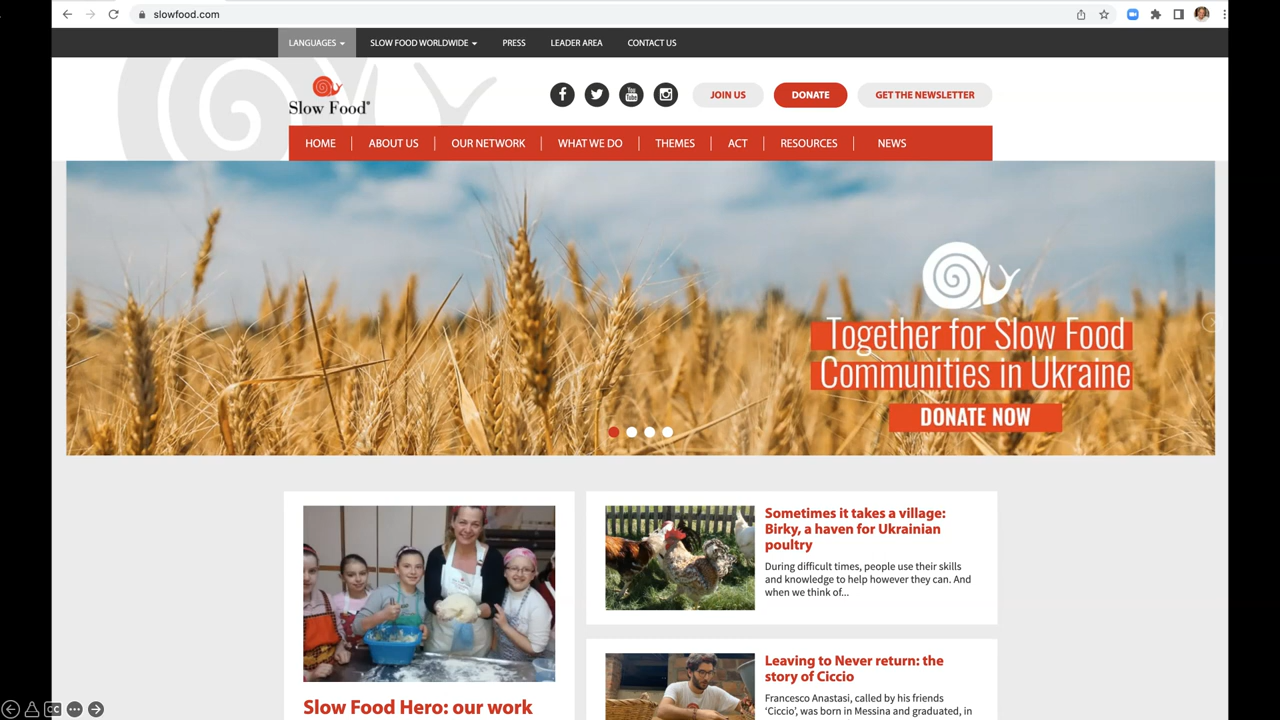 slowfood.com
LANGUAGES SLOW FOOD WORLDWIDE PRESS LEADER AREA CONTACT US
Slow Food®
JOIN US DONATE GET THE NEWSLETTER
HOME ABOUT US OUR NETWORK WHAT WE DO THEMES ACT RESOURCES NEWS
Together for Slow Food
Communities in Ukraine
DONATE NOW
Slow Food Hero: our work
Sometimes it takes a village:
Birky, a haven for Ukrainian
poultry
During difficult times, people use their skills
and knowledge to help however they can. And
when we think of...
Leaving to Never return: the
story of Ciccio
Francesco Anastasi, called by his friends
‘Ciccio’, was born in Messina and graduated, in
CC